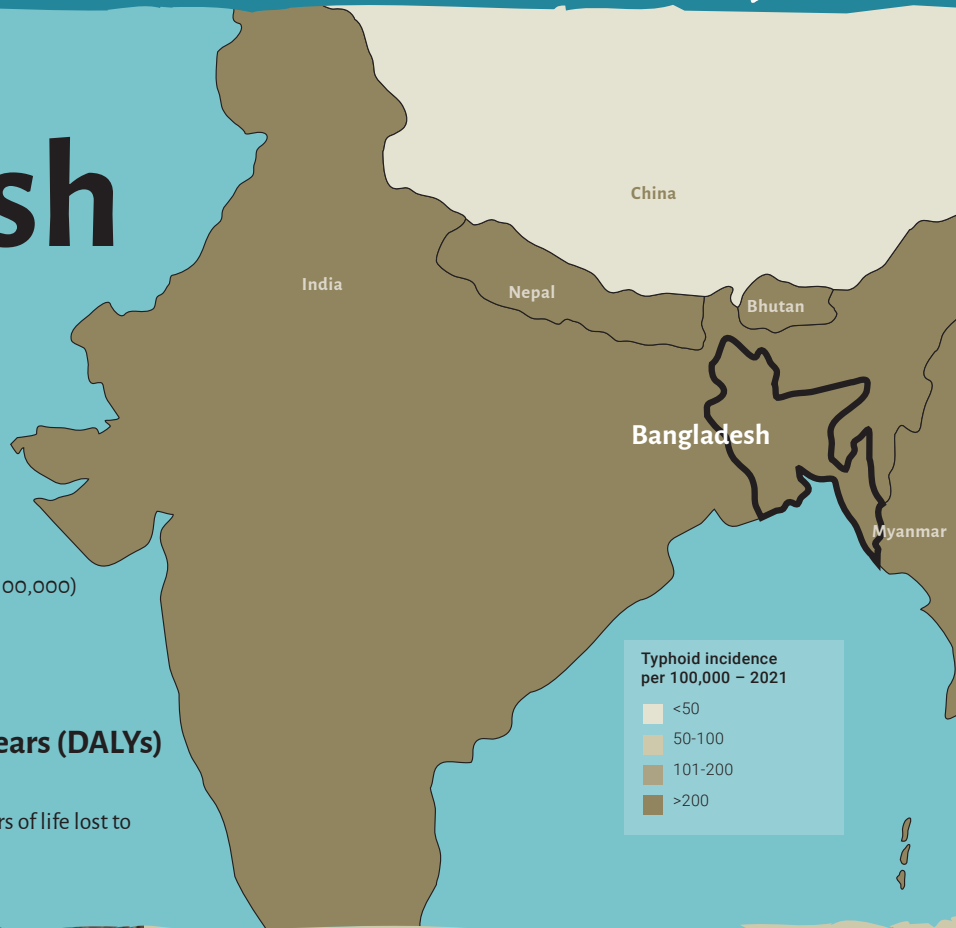 sh
China
India
Nepal
Bhutan
Bangladesh
Myanmar
00,000)
Typhoid incidence
per 100,000 – 2021
<50
50-100
101-200
>200
ears (DALYs)
rs of life lost to